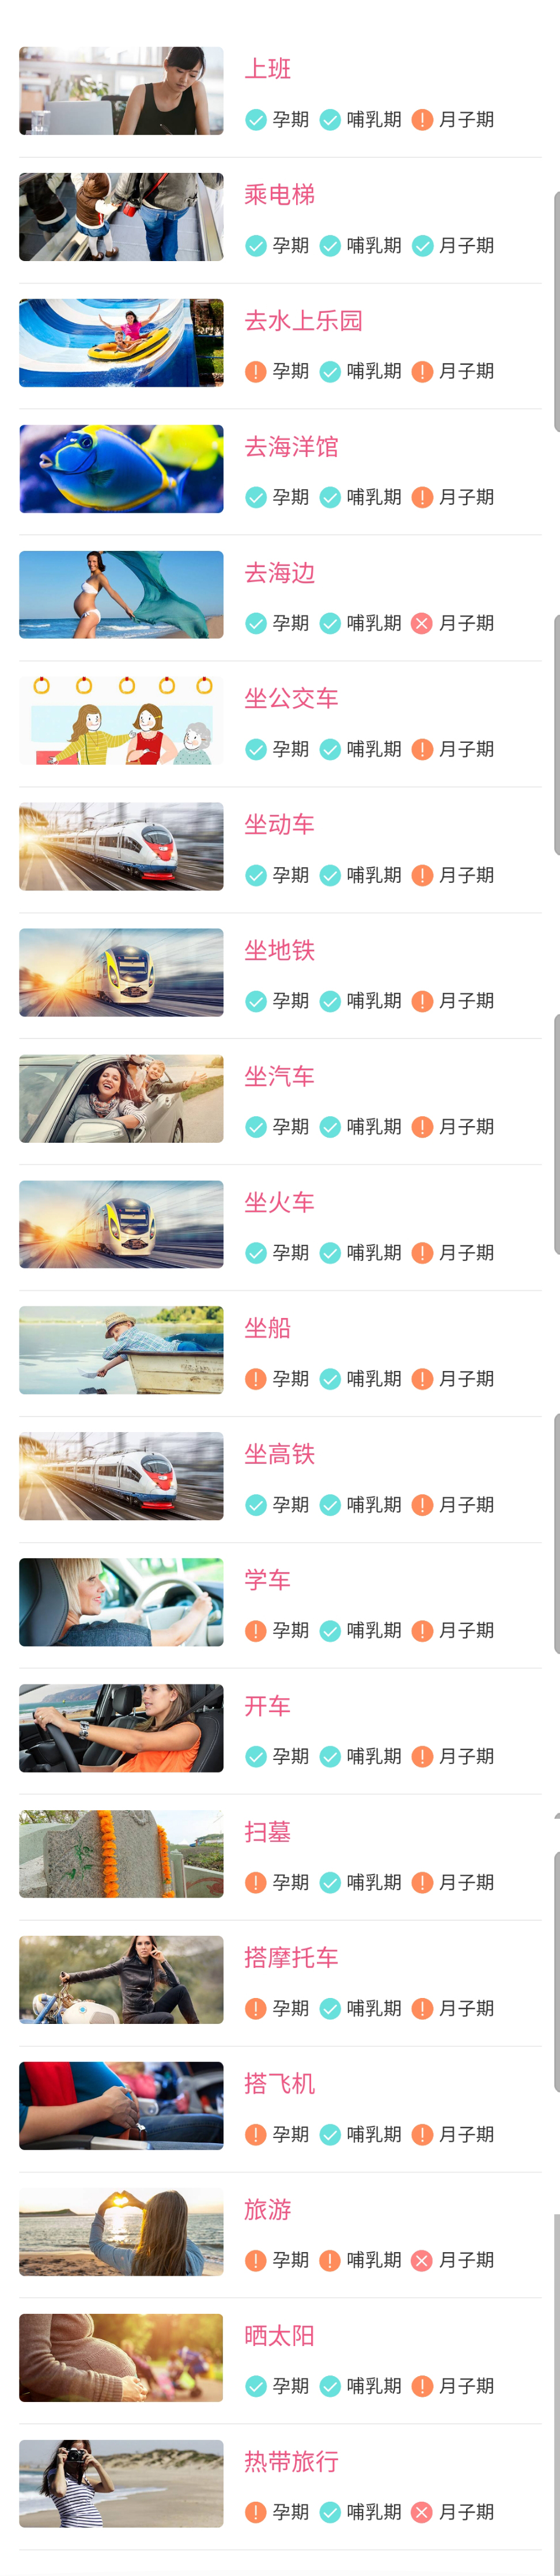 上班
孕期 哺乳期 月子期
乘电梯
孕期 哺乳期 月子期
去水上乐园
孕期 哺乳期 月子期
去海洋馆
孕期 哺乳期 月子期
去海边
孕期 哺乳期 月子期
坐公交车
孕期 哺乳期 月子期
坐动车
孕期 哺乳期 月子期
坐地铁
孕期 哺乳期 月子期
坐汽车
孕期 哺乳期 月子期
坐火车
孕期 哺乳期 月子期
坐船
孕期 哺乳期 月子期
坐高铁
孕期 哺乳期 月子期
学车
孕期 哺乳期 月子期
开车
孕期 哺乳期 月子期
扫墓
孕期 哺乳期 月子期
搭摩托车
孕期 哺乳期 月子期
搭飞机
孕期 哺乳期 月子期
旅游
孕期 哺乳期 月子期
晒太阳
孕期 哺乳期 月子期
热带旅行
孕期 哺乳期 月子期